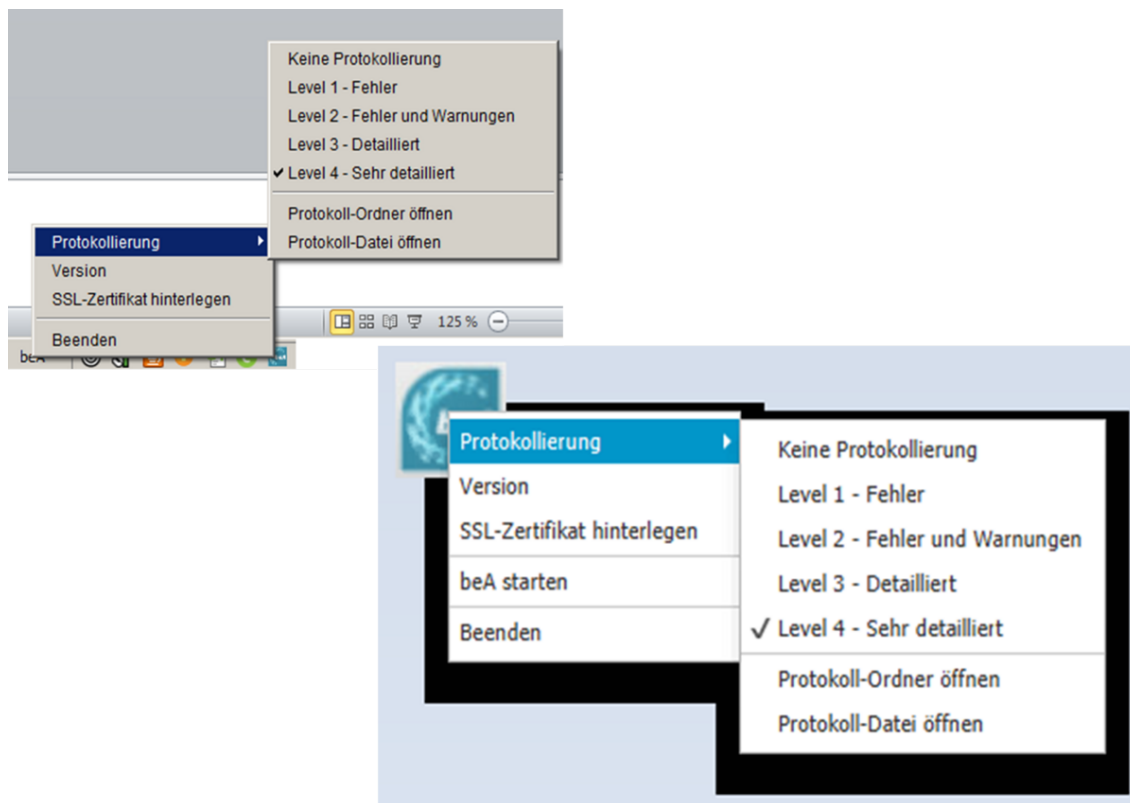 Keine Protokollierung
Level 1 - Fehler
Level 2 - Fehler und Warnungen
Level 3 - Detailliert
Level 4 - Sehr detailliert
Protokoll-Ordner öffnen
Protokoll-Datei öffnen
Protokollierung
Version
SSL-Zertifikat hinterlegen
Beenden
125 %
Protokollierung
Version
SSL-Zertifikat hinterlegen
beA starten
Beenden
Keine Protokollierung
Level 1 - Fehler
Level 2 - Fehler und Warnungen
Level 3 - Detailliert
Level 4 - Sehr detailliert
Protokoll-Ordner öffnen
Protokoll-Datei öffnen